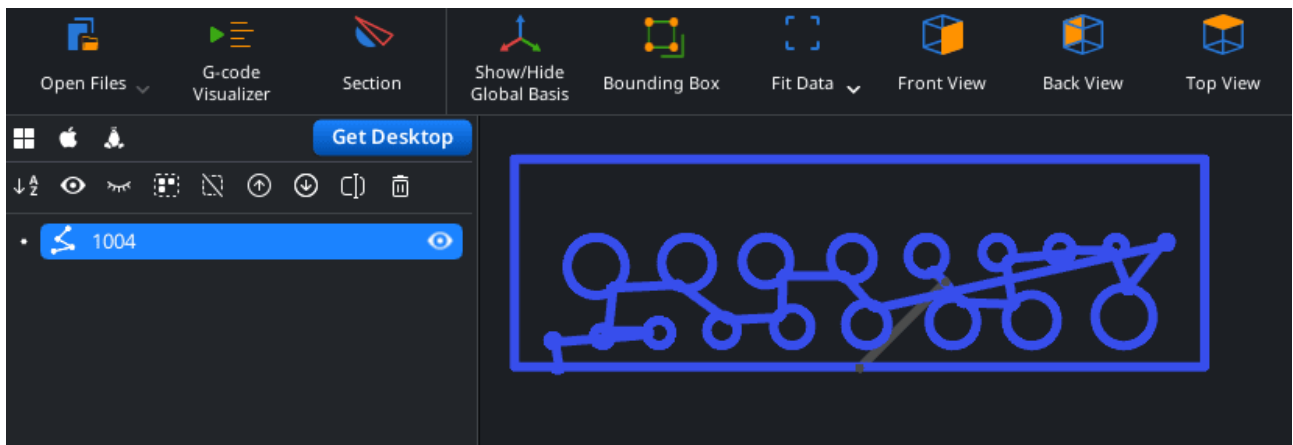 Open Files
G-code
Visualizer
Section
Show/Hide
Global Basis
Bounding Box
Fit Data
Front View
Back View
Top View
Get Desktop
1004